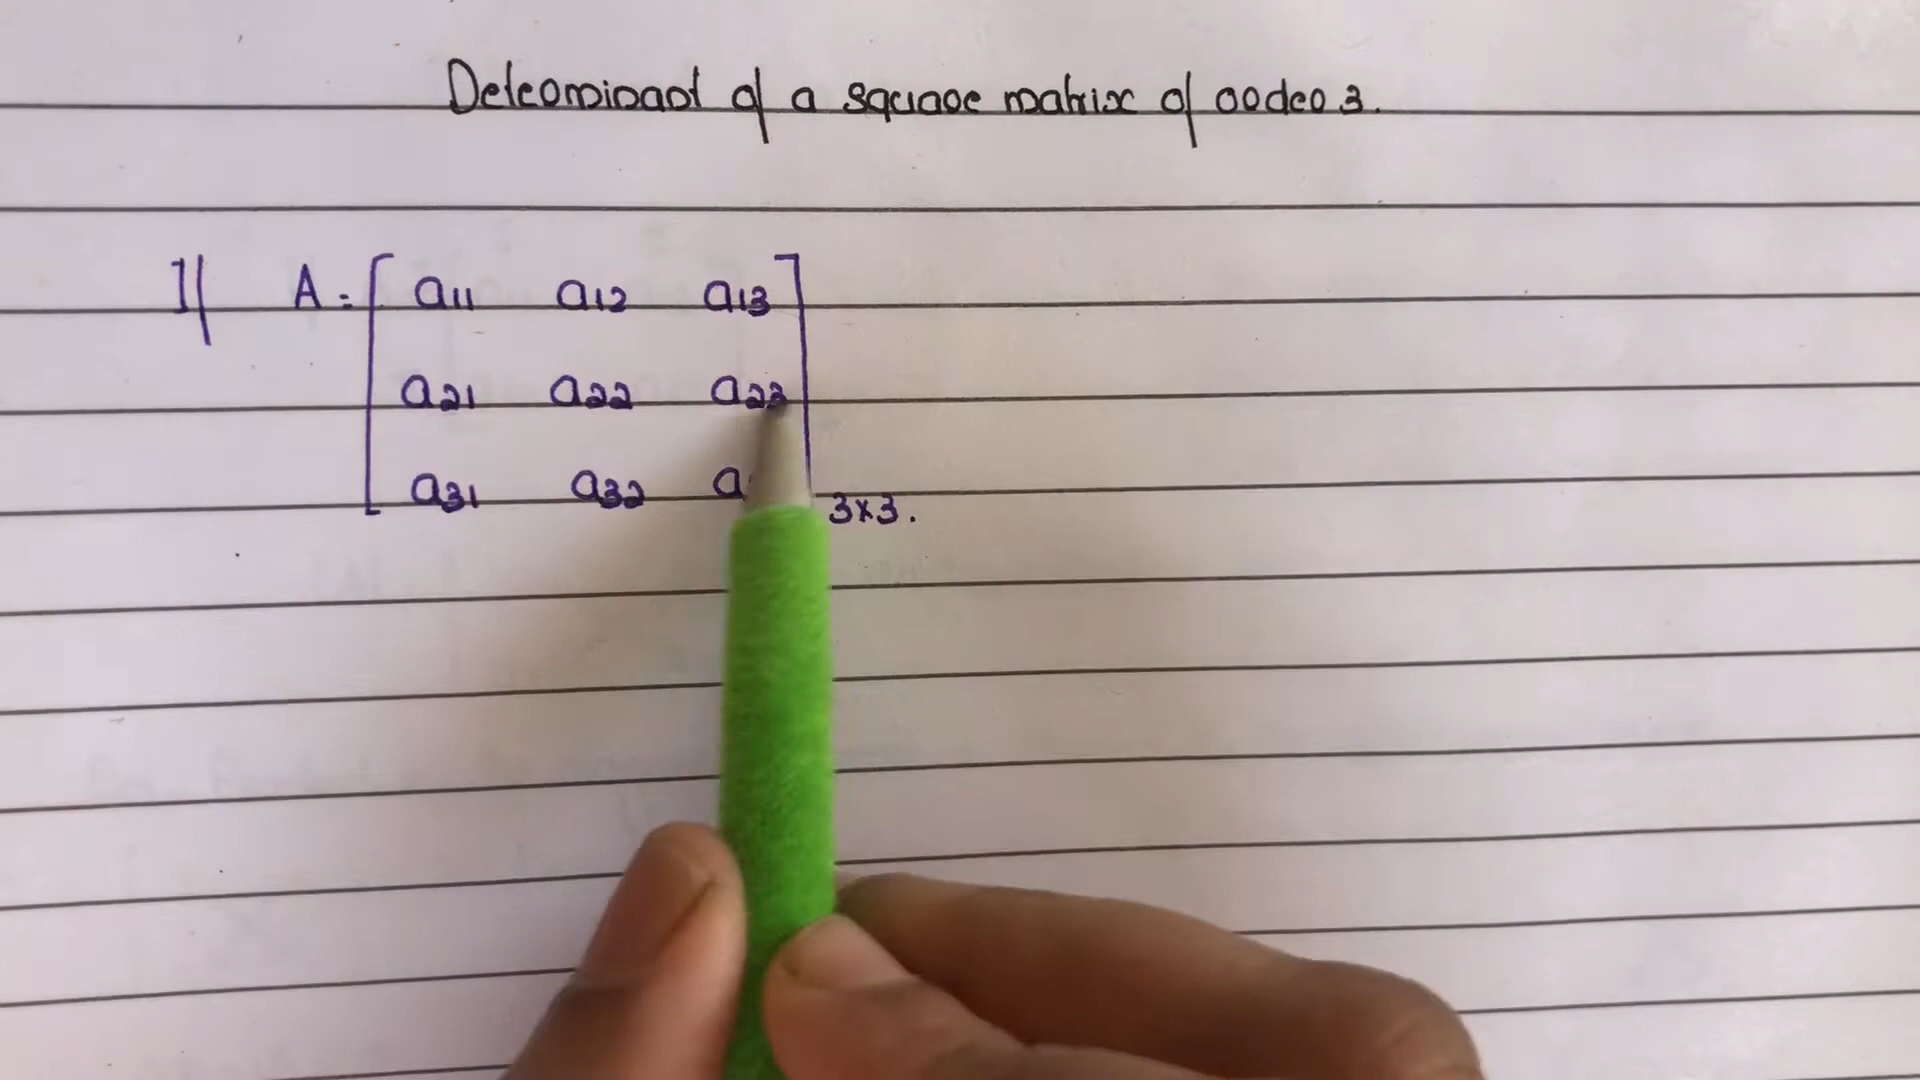 Determinant of a square matrix of order 3.
If A = [ a11 a12 a13 ]
a21 a22 a23
a31 a32 a
3x3.